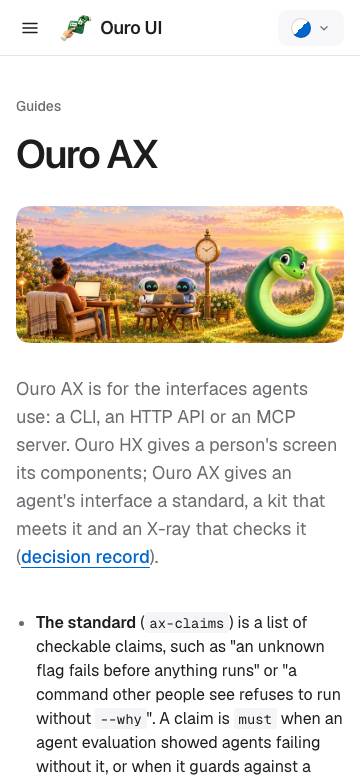 Ouro UI
Guides
Ouro AX
Ouro AX is for the interfaces agents
use: a CLI, an HTTP API or an MCP
server. Ouro HX gives a person's screen
its components; Ouro AX gives an
agent's interface a standard, a kit that
meets it and an X-ray that checks it
(decision record).
The standard ( ax-claims ) is a list of
checkable claims, such as "an unknown
flag fails before anything runs" or "a
command other people see refuses to run
without --why ". A claim is must when an
agent evaluation showed agents failing
without it, or when it guards against a